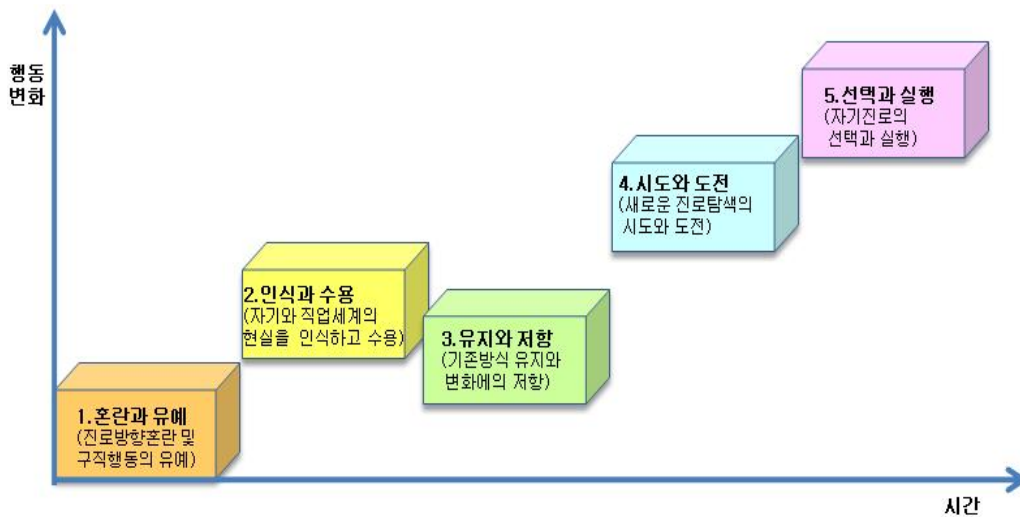 행동
변화
5.선택과 실행
(자기진로의
선택과 실행)
4.시도와 도전
(새로운 진로탐색의
시도와 도전)
2.인식과 수용
(자기와 직업세계의
현실을 인식하고 수용)
3.유지와 저항
(기존방식 유지와
변화에의 저항)
1.혼란과 유예
(진로방향혼란 및
구직행동의 유예)
시간